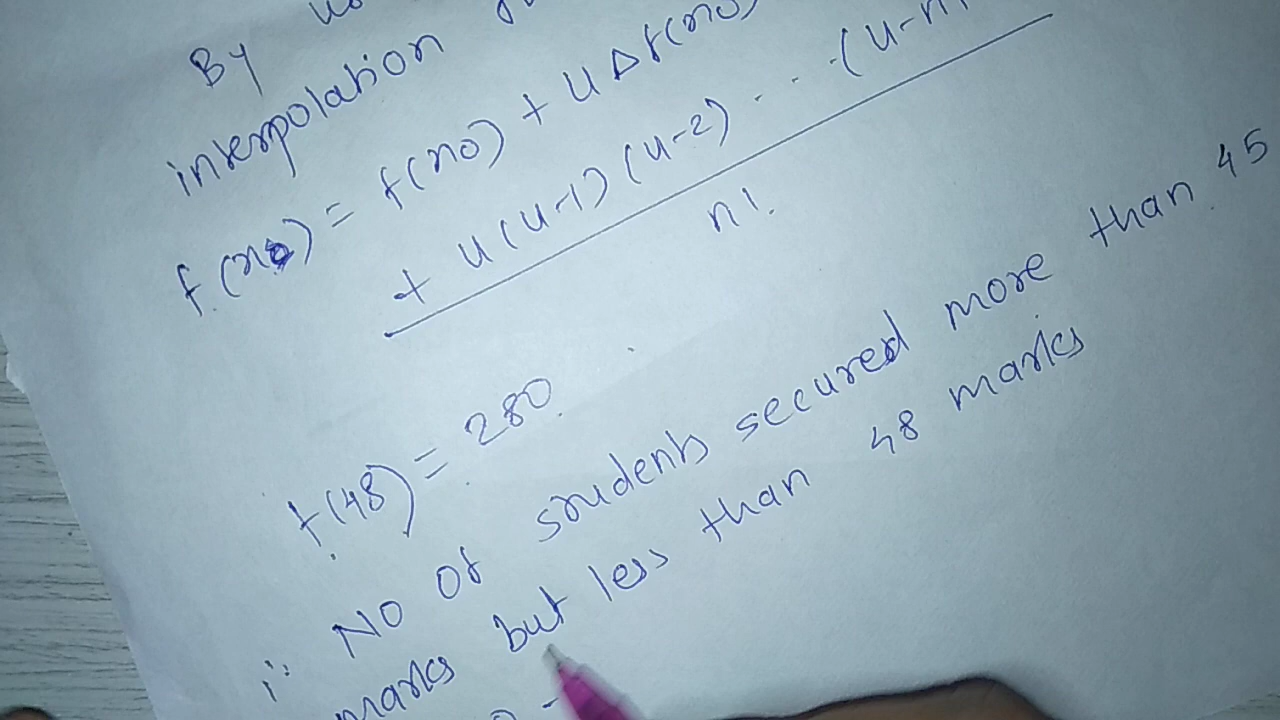 By
interpolation
f(x0) = f(x0) + u Δf(x0)
+ u(u-1)(u-2) . . . (u-n
n!
f(48) = 280.
∴ No of students secured more than 45
marks but less than 48 marks